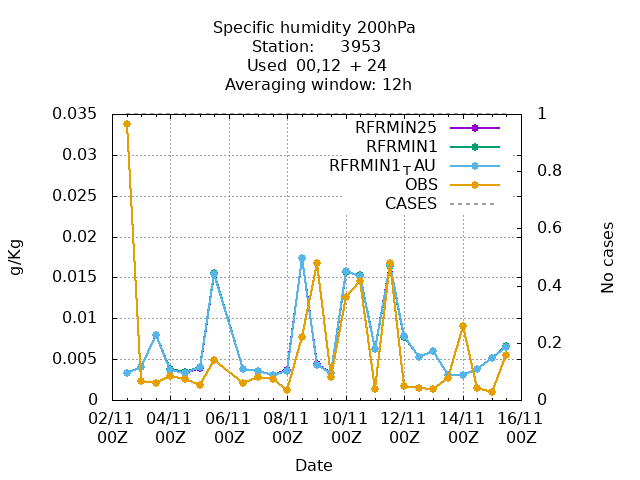 Specific humidity 200hPa
Station: 3953
Used 00,12 + 24
Averaging window: 12h
0.035
0.03
0.025
0.02
0.015
0.01
0.005
0
1
0.8
0.6
0.4
0.2
0
g/Kg
No cases
RFRMIN25
RFRMIN1
RFRMIN1TAU
OBS
CASES
02/11 04/11 06/11 08/11 10/11 12/11 14/11 16/11
00Z 00Z 00Z 00Z 00Z 00Z 00Z 00Z
Date